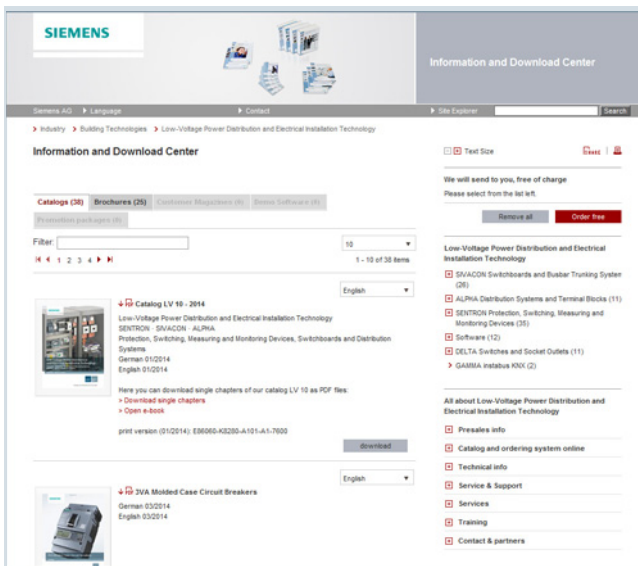 SIEMENS
Information and Download Center
Siemens AG Language Contact Site Explorer Search
Industry Building Technologies Low-Voltage Power Distribution and Electrical Installation Technology
Information and Download Center
Text Size
We will send to you, free of charge
Please select from the list left.
Remove all Order free
Catalogs (38) Brochures (25) Customer Magazines (0) Demo Software (0)
Promotion packages (0)
Filter: 10
1 2 3 4 1 - 10 of 38 items
English
Catalog LV 10 - 2014
Low-Voltage Power Distribution and Electrical Installation Technology
SENTRON · SIVACON · ALPHA
Protection, Switching, Measuring and Monitoring Devices, Switchboards and Distribution
Systems
German 01/2014
English 01/2014
Here you can download single chapters of our catalog LV 10 as PDF files:
> Download single chapters
> Open e-book
print version (01/2014): E86060-K8280-A101-A1-7600
download
English
3VA Molded Case Circuit Breakers
German 03/2014
English 03/2014
Low-Voltage Power Distribution and Electrical
Installation Technology
SIVACON Switchboards and Busbar Trunking System
(26)
ALPHA Distribution Systems and Terminal Blocks (11)
SENTRON Protection, Switching, Measuring and
Monitoring Devices (35)
Software (12)
DELTA Switches and Socket Outlets (11)
GAMMA instabus KNX (2)
All about Low-Voltage Power Distribution and
Electrical Installation Technology
Presales info
Catalog and ordering system online
Technical info
Service & Support
Services
Training
Contact & partners